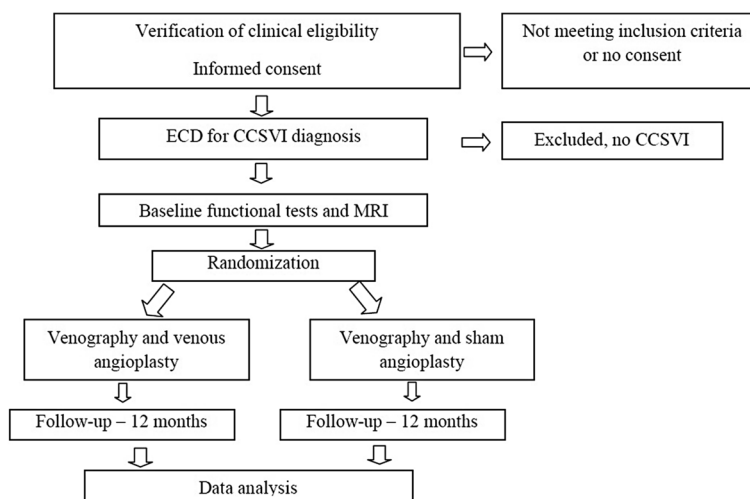 Verification of clinical eligibility
Informed consent
Not meeting inclusion criteria
or no consent
ECD for CCSVI diagnosis
Excluded, no CCSVI
Baseline functional tests and MRI
Randomization
Venography and venous
angioplasty
Venography and sham
angioplasty
Follow-up – 12 months
Follow-up – 12 months
Data analysis